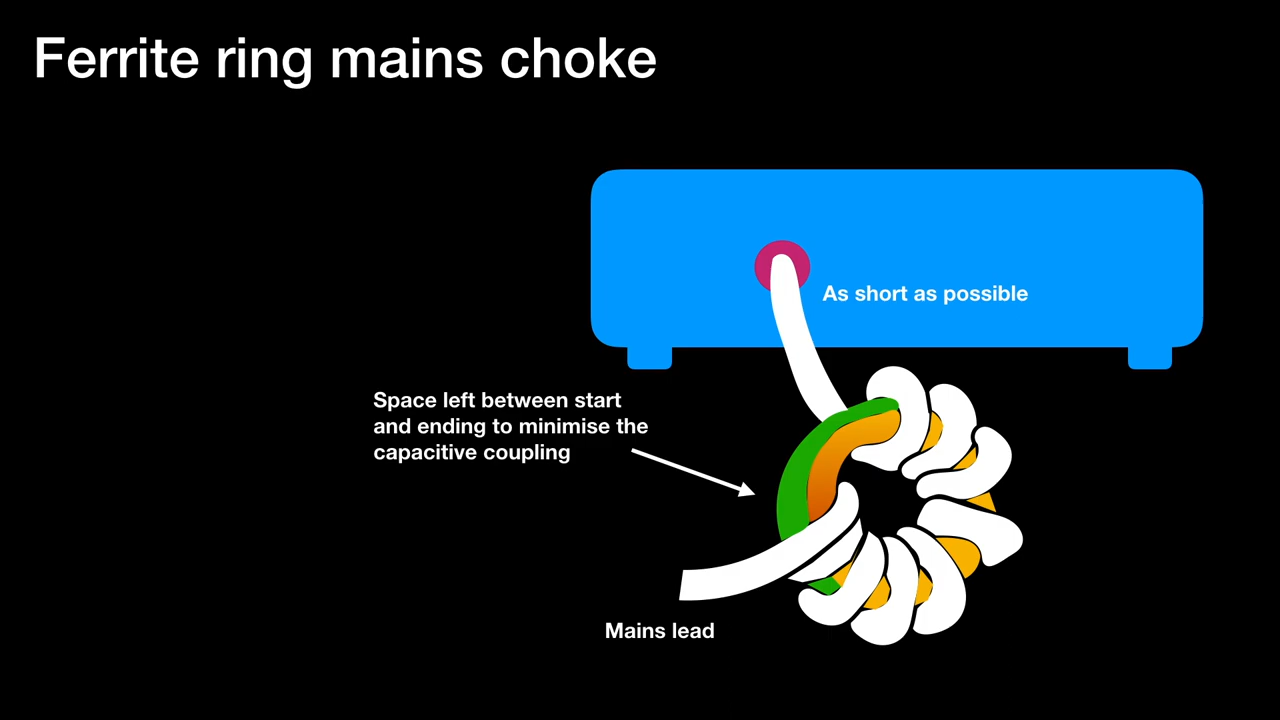 Ferrite ring mains choke
As short as possible
Space left between start
and ending to minimise the
capacitive coupling
Mains lead